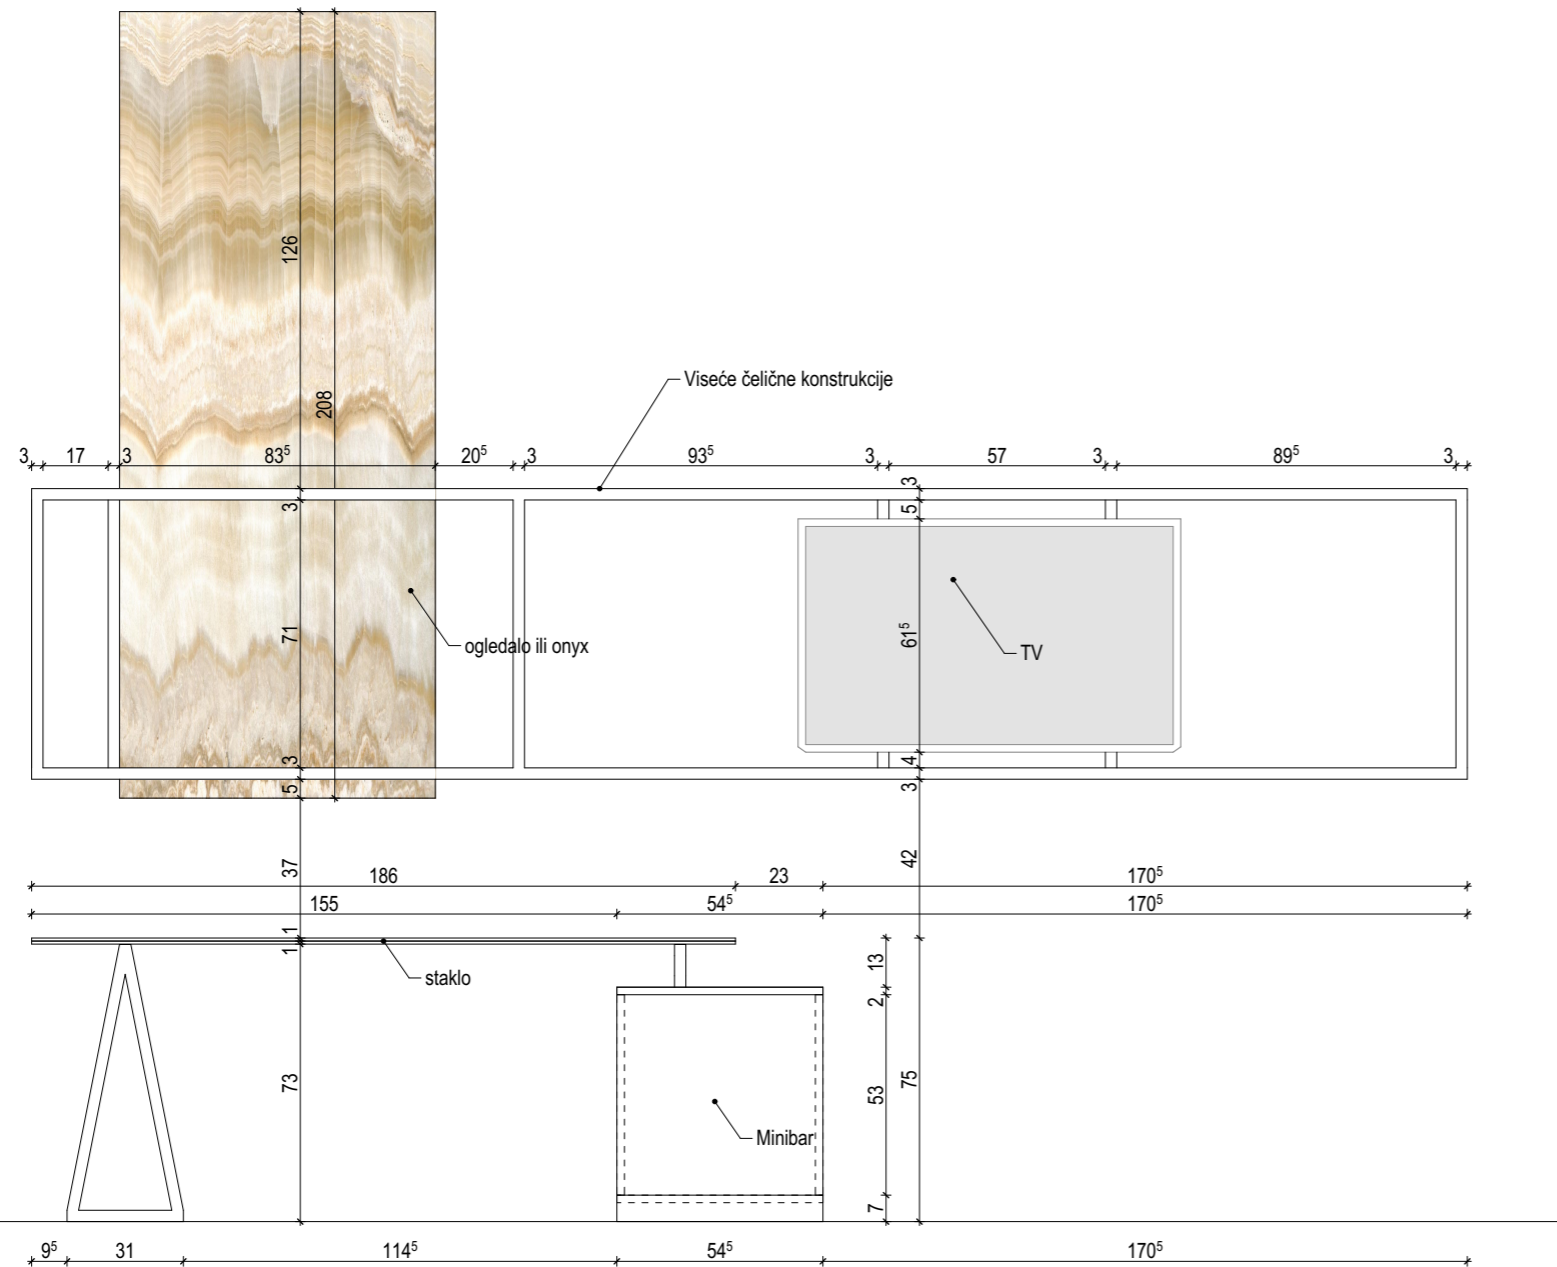 126
208
Viseće čelične konstrukcije
3 17 3 83⁵ 20⁵ 3 93⁵ 3 57 3 89⁵ 3
3
3
5
71
ogledalo ili onyx
61⁵
TV
3
4
5
3
37
42
186 23 170⁵
155 54⁵ 170⁵
1
1
staklo
13
2
73
75
53
Minibar
7
9⁵ 31 114⁵ 54⁵ 170⁵